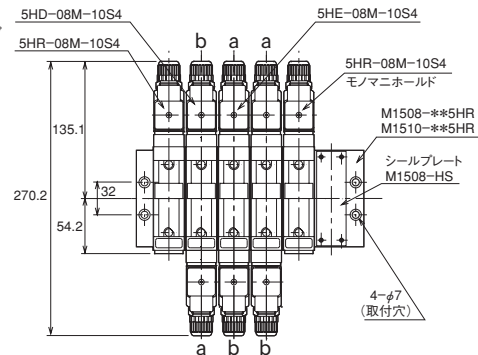 5HD-08M-10S4
5HE-08M-10S4
5HR-08M-10S4
b a a
5HR-08M-10S4
モノマニホールド
M1508-**5HR
M1510-**5HR
シールプレート
M1508-HS
135.1
270.2
32
54.2
4-φ7
(取付穴)
a b b